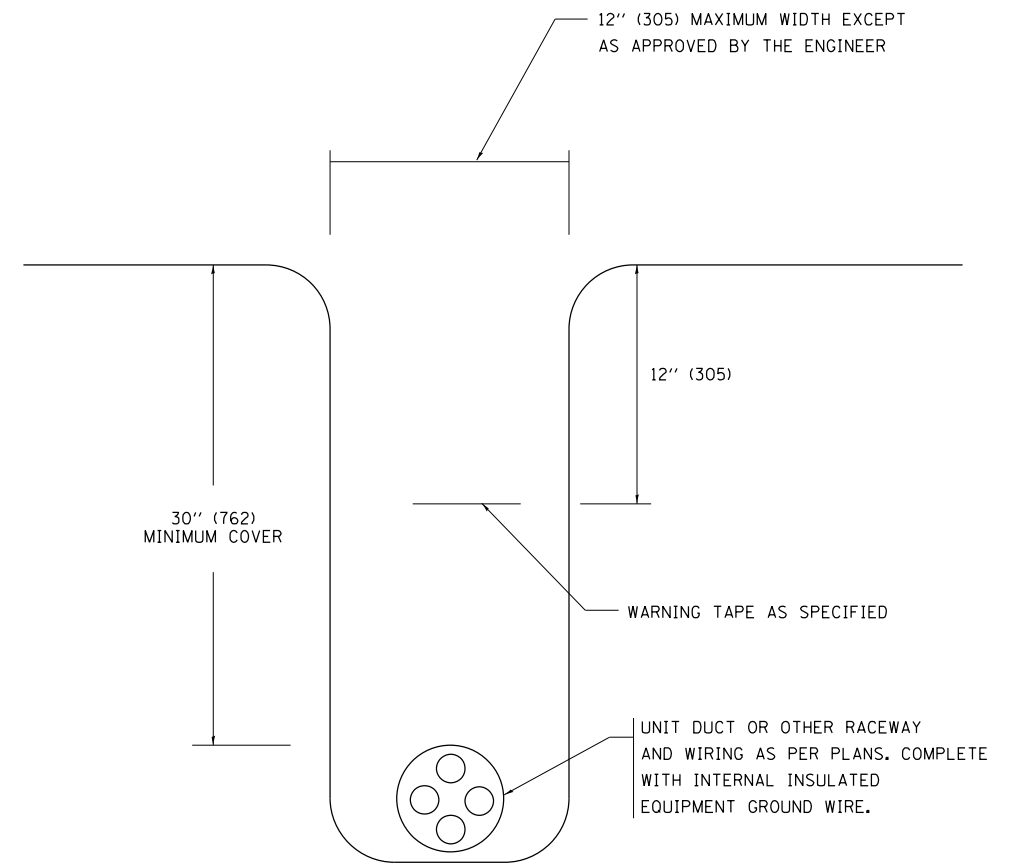 12'' (305) MAXIMUM WIDTH EXCEPT
AS APPROVED BY THE ENGINEER
12'' (305)
30'' (762)
MINIMUM COVER
WARNING TAPE AS SPECIFIED
UNIT DUCT OR OTHER RACEWAY
AND WIRING AS PER PLANS. COMPLETE
WITH INTERNAL INSULATED
EQUIPMENT GROUND WIRE.